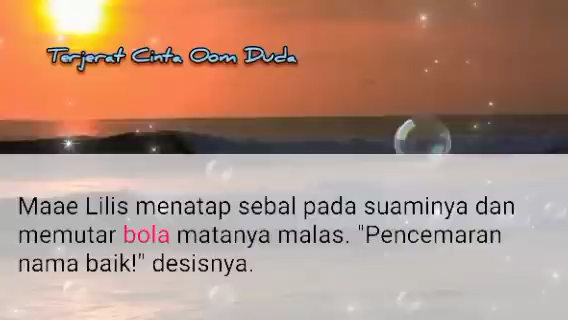 Terjerat Cinta Oom Duda
Maae Lilis menatap sebal pada suaminya dan
memutar bola matanya malas. "Pencemaran
nama baik!" desisnya.